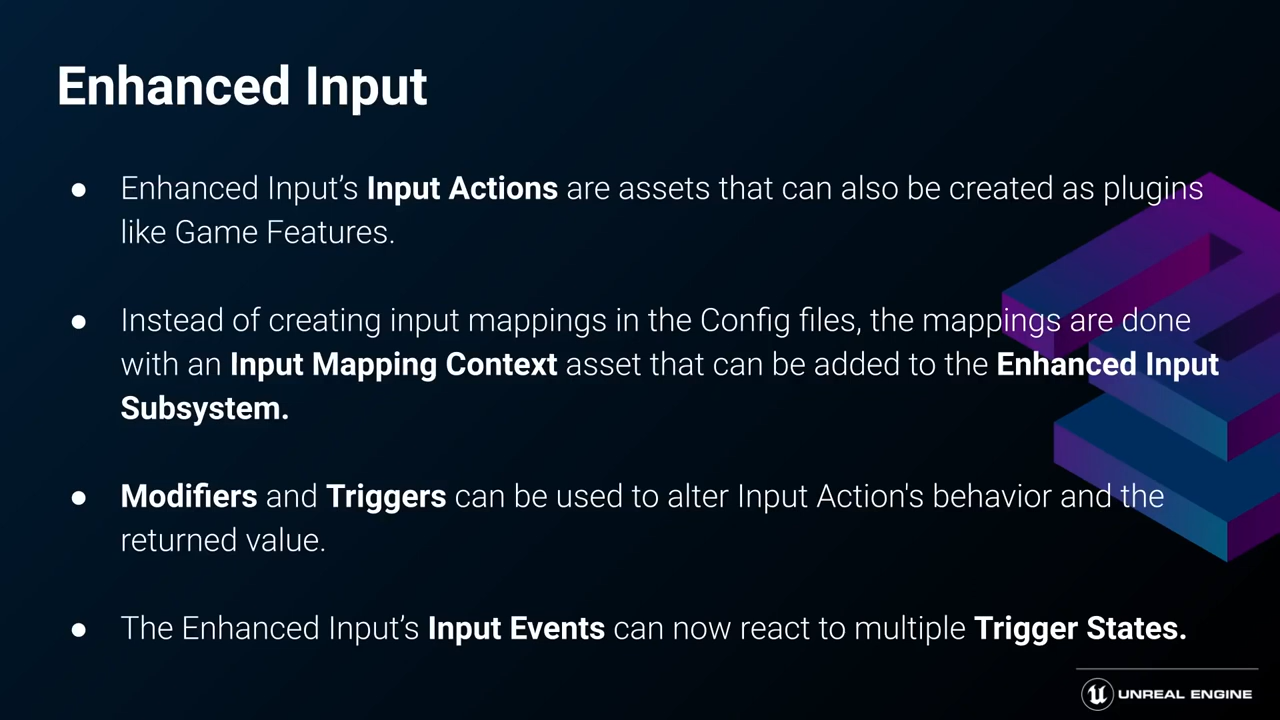 Enhanced Input
● Enhanced Input’s Input Actions are assets that can also be created as plugins
like Game Features.
● Instead of creating input mappings in the Config files, the mappings are done
with an Input Mapping Context asset that can be added to the Enhanced Input
Subsystem.
● Modifiers and Triggers can be used to alter Input Action's behavior and the
returned value.
● The Enhanced Input’s Input Events can now react to multiple Trigger States.
UNREAL ENGINE